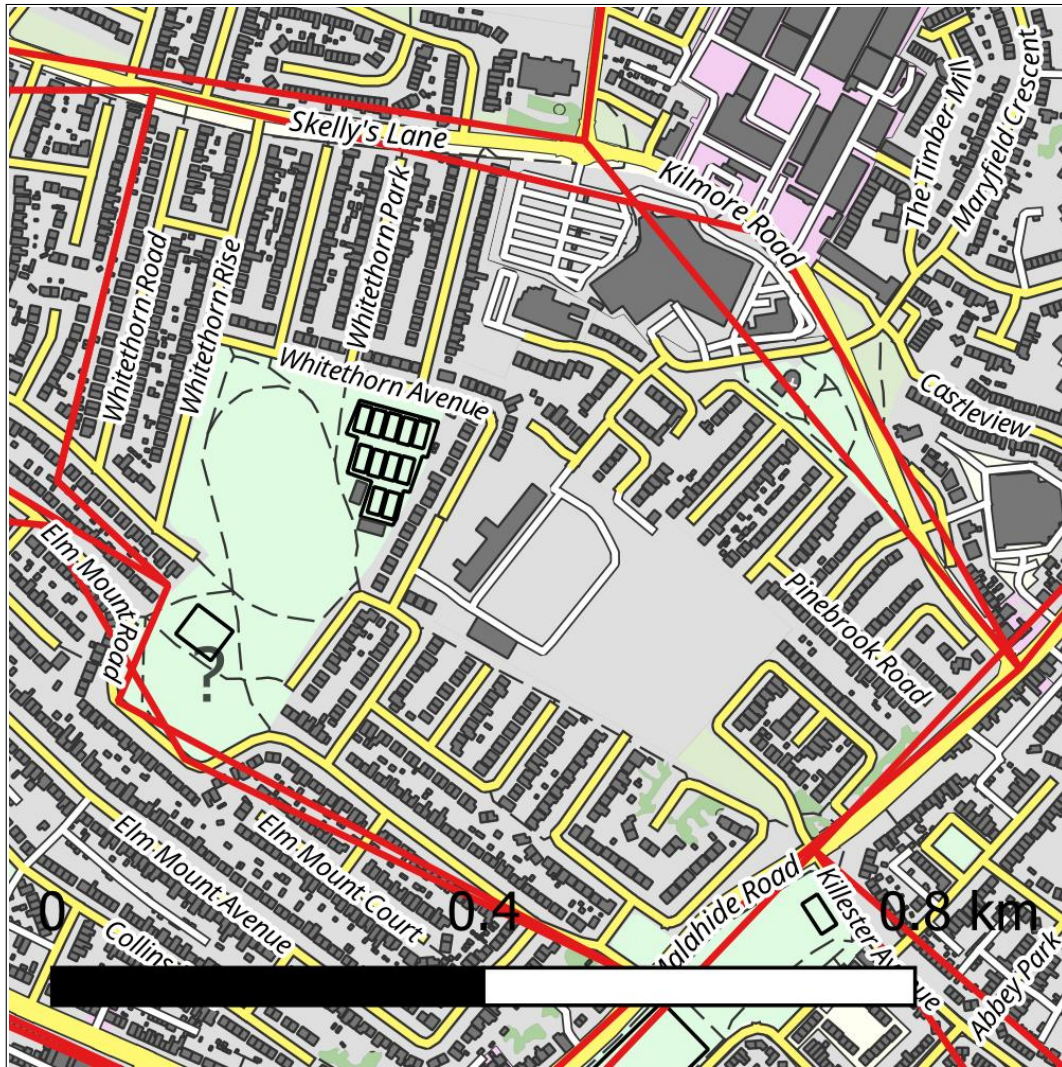 Skelly's Lane
Kilmore Road
The Timber Mill
Maryfield Crescent
Whitethorn Road
Whitethorn Rise
Whitethorn Park
Whitethorn Avenue
Castleview
Elm Mount Road
?
Pinebrook Road
Elm Mount Avenue
Elm Mount Court
Collins
Malahide Road
Killester Avenue
Abbey Park
0 0.4 0.8 km